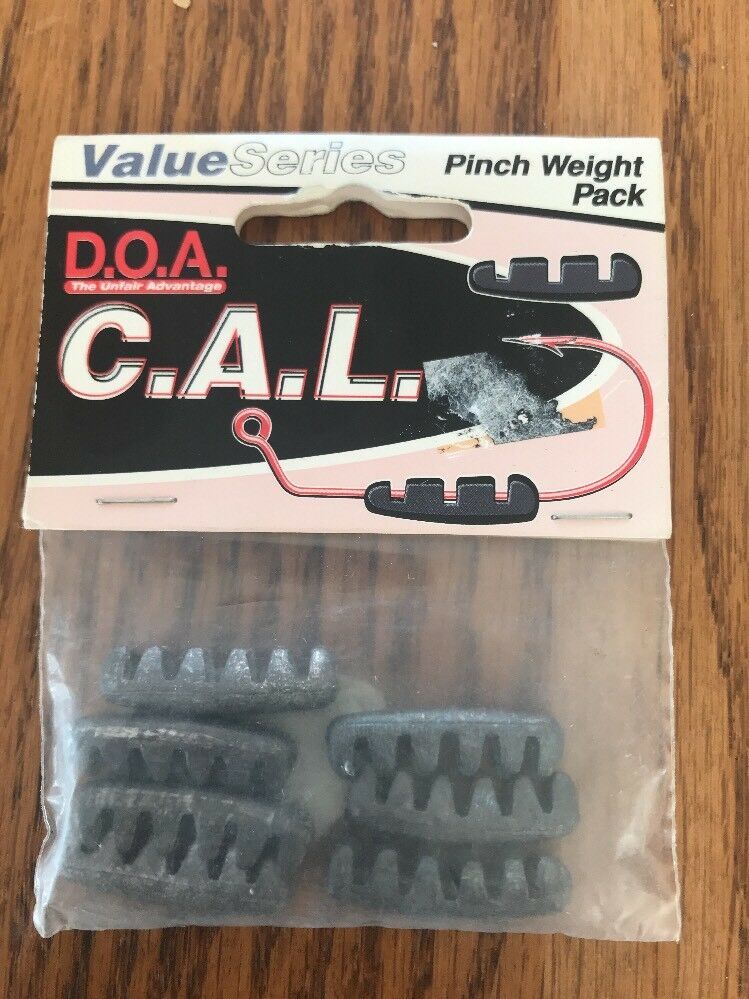 ValueSeries
Pinch Weight
Pack
D.O.A.
The Unfair Advantage
C.A.L.